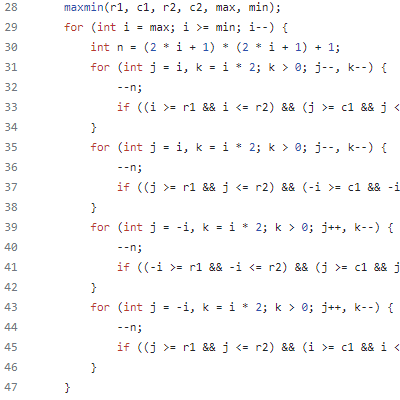 28 maxmin(r1, c1, r2, c2, max, min);
29 for (int i = max; i >= min; i--) {
30 int n = (2 * i + 1) * (2 * i + 1) + 1;
31 for (int j = i, k = i * 2; k > 0; j--, k--) {
32 --n;
33 if ((i >= r1 && i <= r2) && (j >= c1 && j <
34 }
35 for (int j = i, k = i * 2; k > 0; j--, k--) {
36 --n;
37 if ((j >= r1 && j <= r2) && (-i >= c1 && -i
38 }
39 for (int j = -i, k = i * 2; k > 0; j++, k--) {
40 --n;
41 if ((-i >= r1 && -i <= r2) && (j >= c1 && j
42 }
43 for (int j = -i, k = i * 2; k > 0; j++, k--) {
44 --n;
45 if ((j >= r1 && j <= r2) && (i >= c1 && i <
46 }
47 }